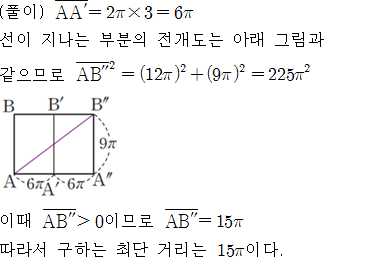 (풀이) AA′=2π×3=6π
선이 지나는 부분의 전개도는 아래 그림과
같으므로 AB″²=(12π)²+(9π)²=225π²
B B′ B″
9π
A 6π A′ 6π A″
이때 AB″>0이므로 AB″=15π
따라서 구하는 최단 거리는 15π이다.